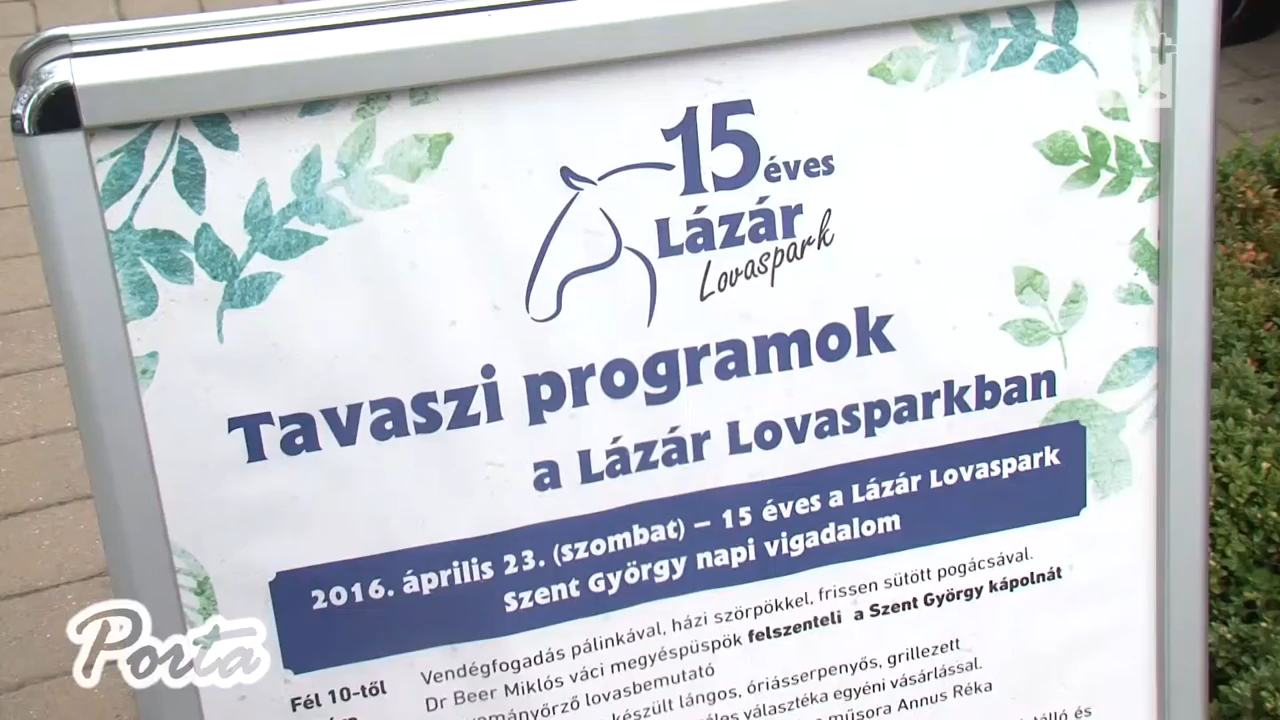 15 éves
Lázár
Lovaspark
Tavaszi programok
a Lázár Lovasparkban
2016. április 23. (szombat) – 15 éves a Lázár Lovaspark
Szent György napi vigadalom
Fél 10-től
Vendégfogadás pálinkával, házi szörpökkel, frissen sütött pogácsával.
Dr Beer Miklós váci megyéspüspök felszenteli a Szent György kápolnát
lovasbemutató
készült lángos, óriásserpenyős, grillezett
választéka egyéni vásárlással.
műsora Annus Réka
és
Porta
d+